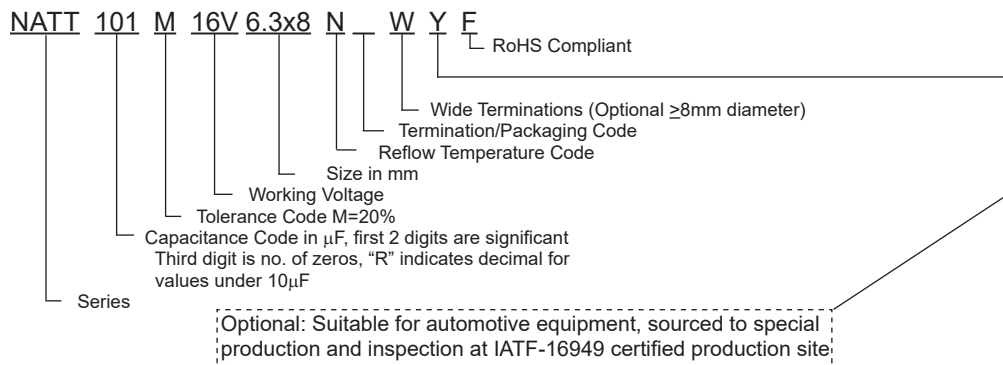 NATT 101 M 16V 6.3x8 N _ W Y F
RoHS Compliant
Wide Terminations (Optional ≥8mm diameter)
Termination/Packaging Code
Reflow Temperature Code
Size in mm
Working Voltage
Tolerance Code M=20%
Capacitance Code in μF, first 2 digits are significant
Third digit is no. of zeros, “R” indicates decimal for
values under 10μF
Series
Optional: Suitable for automotive equipment, sourced to special
production and inspection at IATF-16949 certified production site